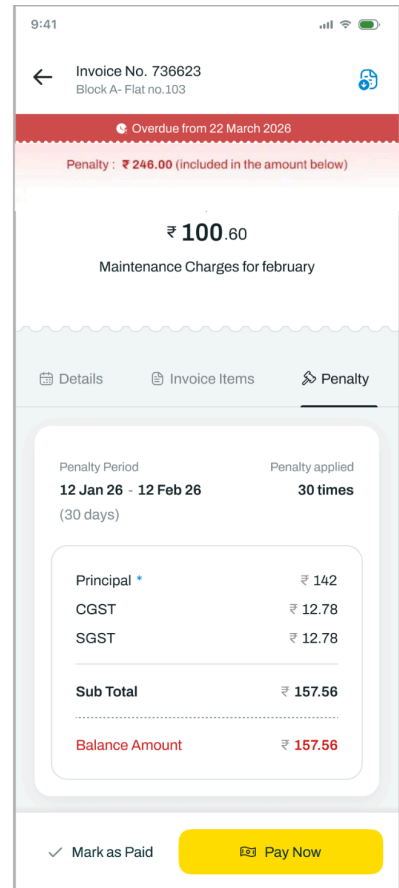 9:41
Invoice No. 736623
Block A- Flat no.103
Overdue from 22 March 2026
Penalty : ₹ 246.00 (included in the amount below)
₹ 100.60
Maintenance Charges for february
Details Invoice Items Penalty
Penalty Period Penalty applied
12 Jan 26 - 12 Feb 26 30 times
(30 days)
Principal * ₹ 142
CGST ₹ 12.78
SGST ₹ 12.78
Sub Total ₹ 157.56
Balance Amount ₹ 157.56
Mark as Paid Pay Now